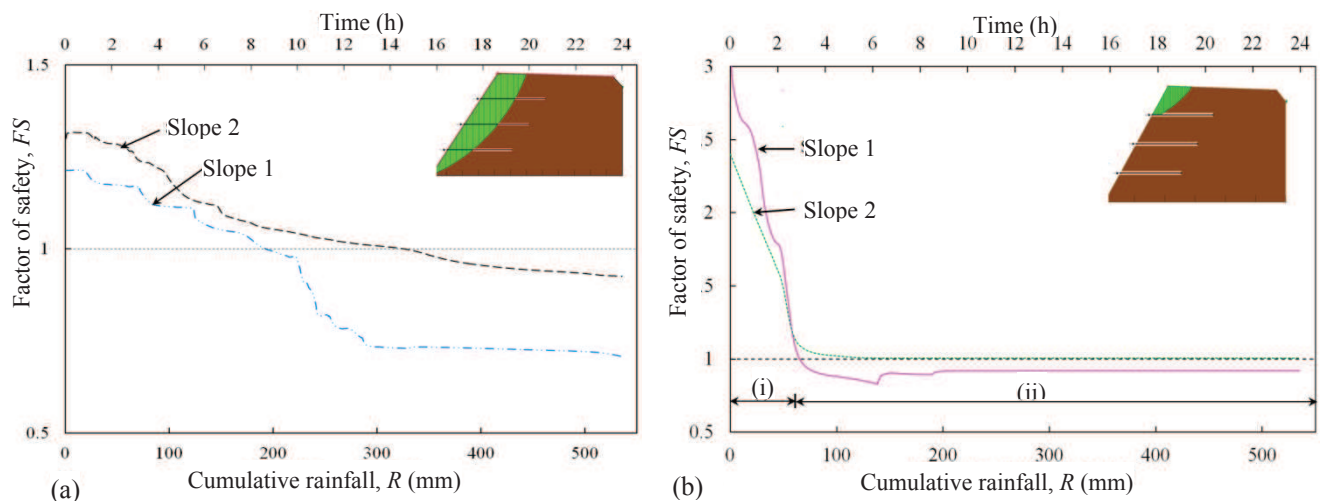 (a)
Time (h)
0 2 4 6 8 10 12 14 16 18 20 22 24
1.5
1
0.5
Factor of safety, FS
Slope 2
Slope 1
0 100 200 300 400 500
Cumulative rainfall, R (mm)
(b)
Time (h)
0 2 4 6 8 10 12 14 16 18 20 22 24
3
.5
2
.5
1
0.5
Factor of safety, FS
Slope 1
Slope 2
(i)
(ii)
0 100 200 300 400 500
Cumulative rainfall, R (mm)